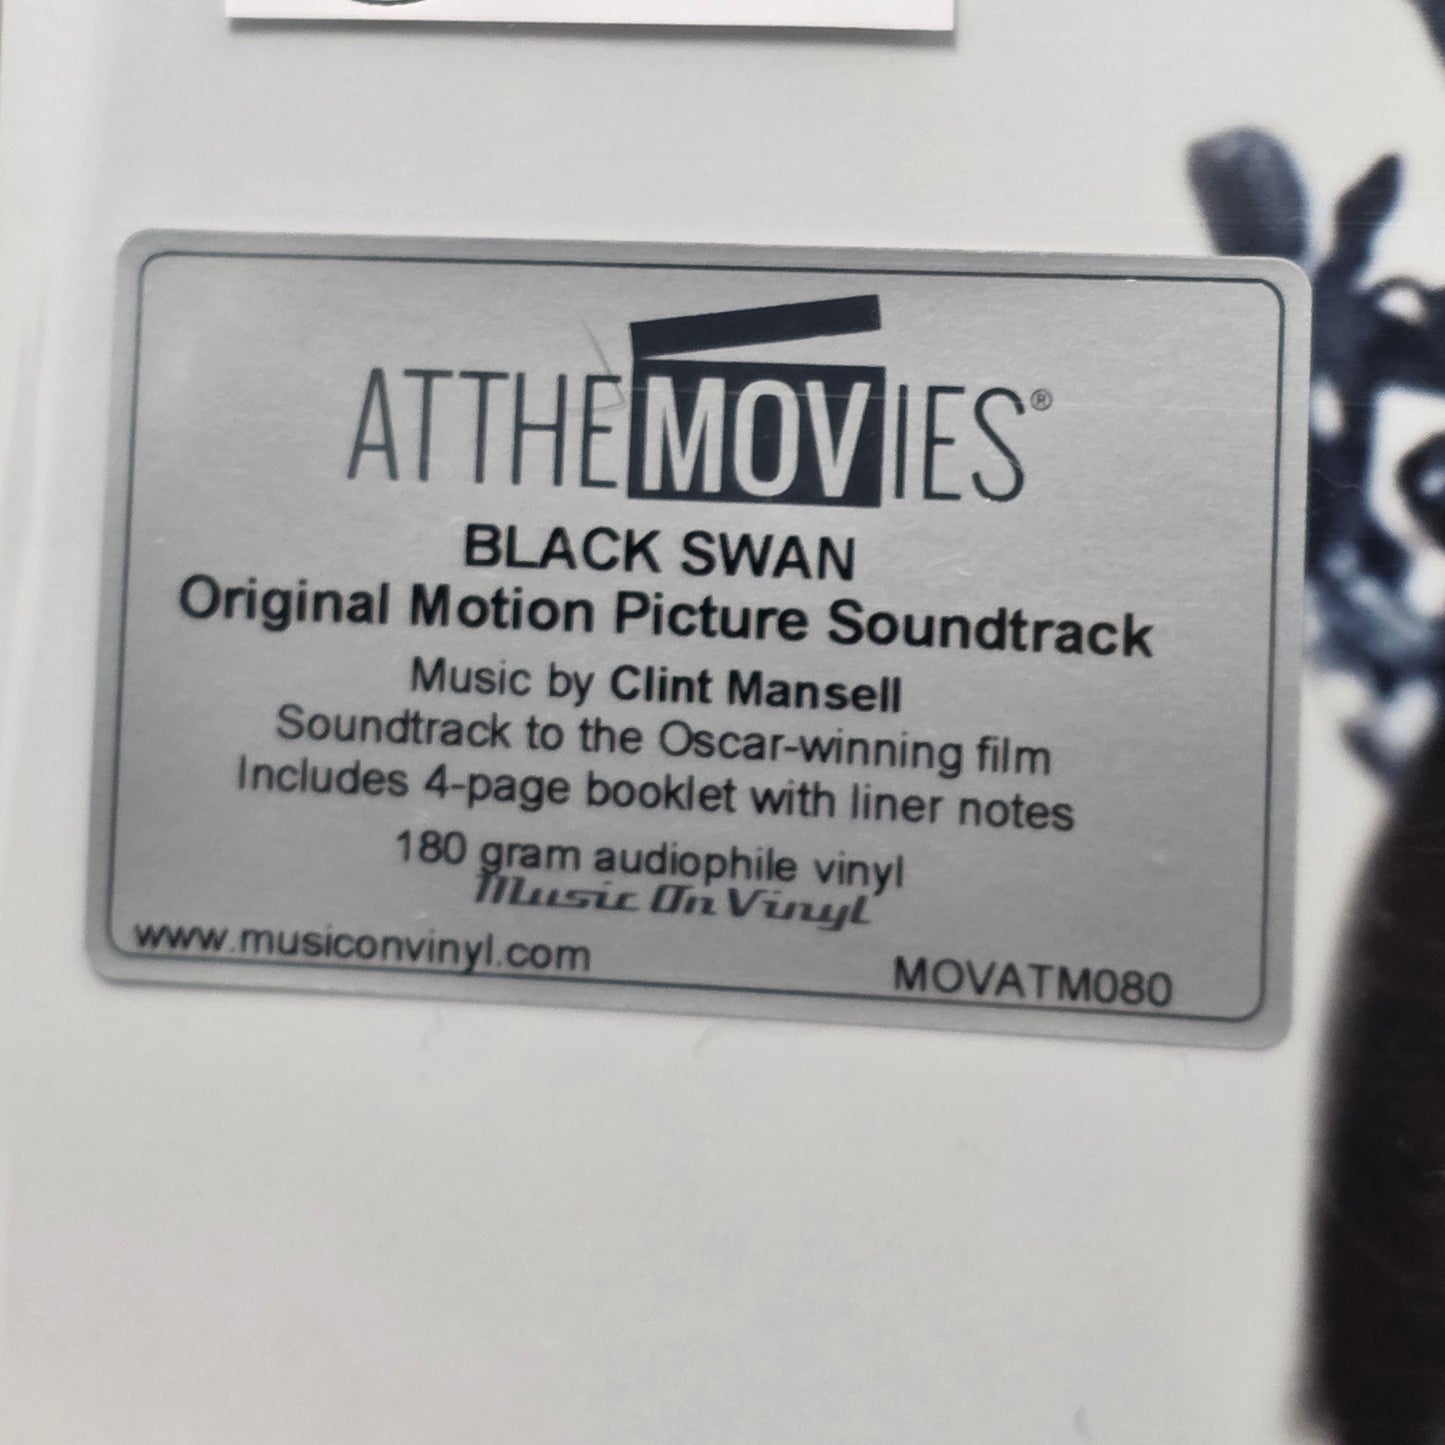 ATTHEMOVIES®
BLACK SWAN
Original Motion Picture Soundtrack
Music by Clint Mansell
Soundtrack to the Oscar-winning film
Includes 4-page booklet with liner notes
180 gram audiophile vinyl
Music On Vinyl
www.musiconvinyl.com
MOVATM080